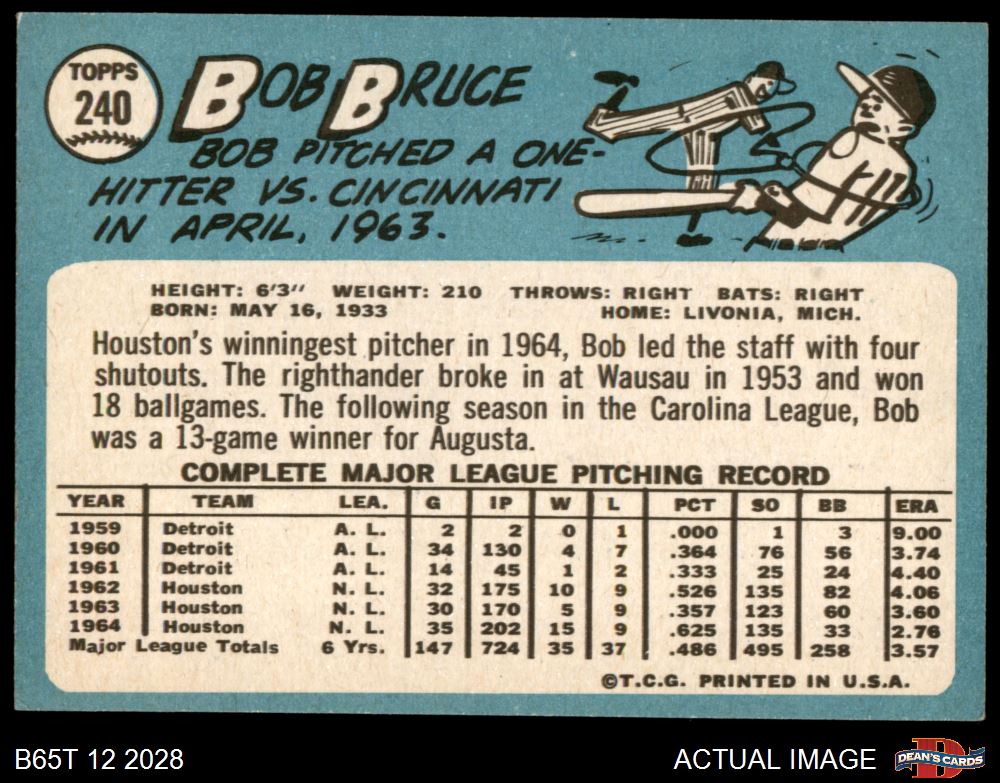 TOPPS
240
BOB BRUCE
BOB PITCHED A ONE-
HITTER VS. CINCINNATI
IN APRIL, 1963.
HEIGHT: 6'3" WEIGHT: 210 THROWS: RIGHT BATS: RIGHT
BORN: MAY 16, 1933 HOME: LIVONIA, MICH.
Houston's winningest pitcher in 1964, Bob led the staff with four
shutouts. The righthander broke in at Wausau in 1953 and won
18 ballgames. The following season in the Carolina League, Bob
was a 13-game winner for Augusta.
COMPLETE MAJOR LEAGUE PITCHING RECORD
YEAR TEAM LEA. G IP W L PCT SO BB ERA
1959 Detroit A. L. 2 2 0 1 .000 1 3 9.00
1960 Detroit A. L. 34 130 4 7 .364 76 56 3.74
1961 Detroit A. L. 14 45 1 2 .333 25 24 4.40
1962 Houston N. L. 32 175 10 9 .526 135 82 4.06
1963 Houston N. L. 30 170 5 9 .357 123 60 3.60
1964 Houston N. L. 35 202 15 9 .625 135 33 2.76
Major League Totals 6 Yrs. 147 724 35 37 .486 495 258 3.57
©T.C.G. PRINTED IN U.S.A.
B65T 12 2028 ACTUAL IMAGE D DEAN'S CARDS